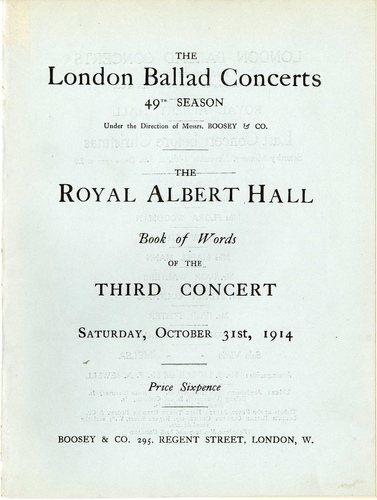 THE
London Ballad Concerts
49TH SEASON
Under the Direction of Messrs. BOOSEY & CO.
THE
ROYAL ALBERT HALL
Book of Words
OF THE
THIRD CONCERT
SATURDAY, OCTOBER 31st, 1914
Price Sixpence
BOOSEY & CO. 295, REGENT STREET, LONDON, W.